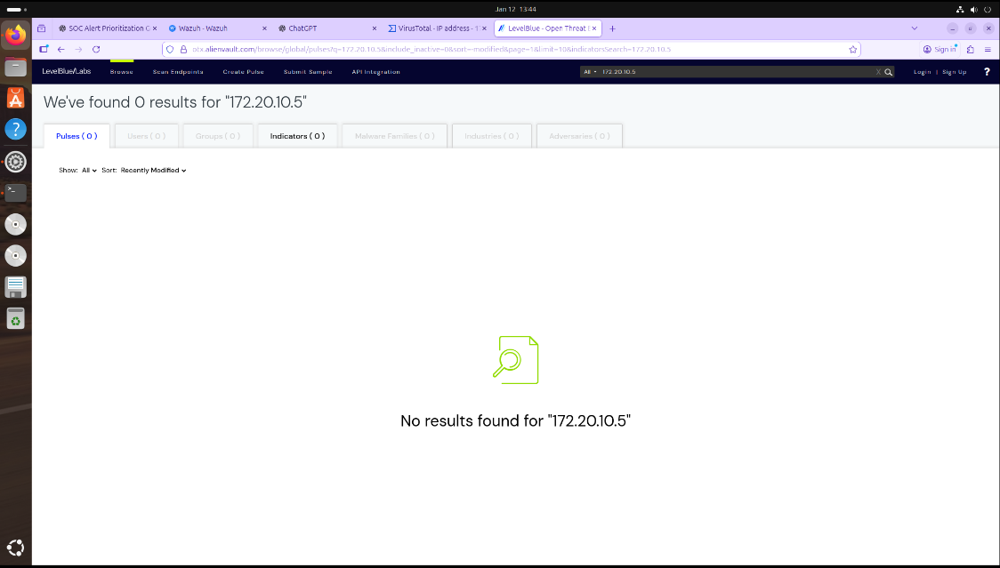 Jan 12 13:44
SOC Alert Prioritization G
Wazuh - Wazuh
ChatGPT
VirusTotal - IP address - 17
LevelBlue - Open Threat E
otx.alienvault.com/browse/global/pulses?q=172.20.10.5&include_inactive=0&sort=-modified&page=1&limit=10&indicatorsSearch=172.20.10.5
Sign in
LevelBlue/Labs Browse Scan Endpoints Create Pulse Submit Sample API Integration All 172.20.10.5 X Login | Sign Up ?
We've found 0 results for "172.20.10.5"
Pulses ( 0 ) Users ( 0 ) Groups ( 0 ) Indicators ( 0 ) Malware Families ( 0 ) Industries ( 0 ) Adversaries ( 0 )
Show: All Sort: Recently Modified
No results found for "172.20.10.5"